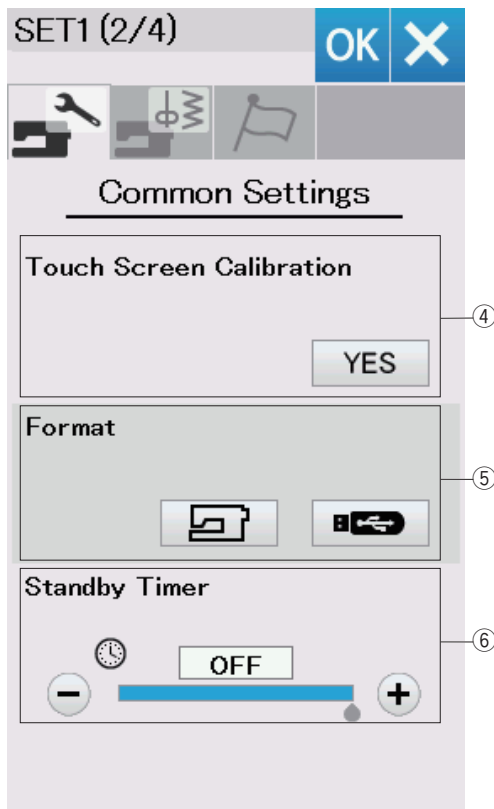 SET1 (2/4)
OK
Common Settings
Touch Screen Calibration
④
YES
Format
⑤
Standby Timer
⑥
OFF